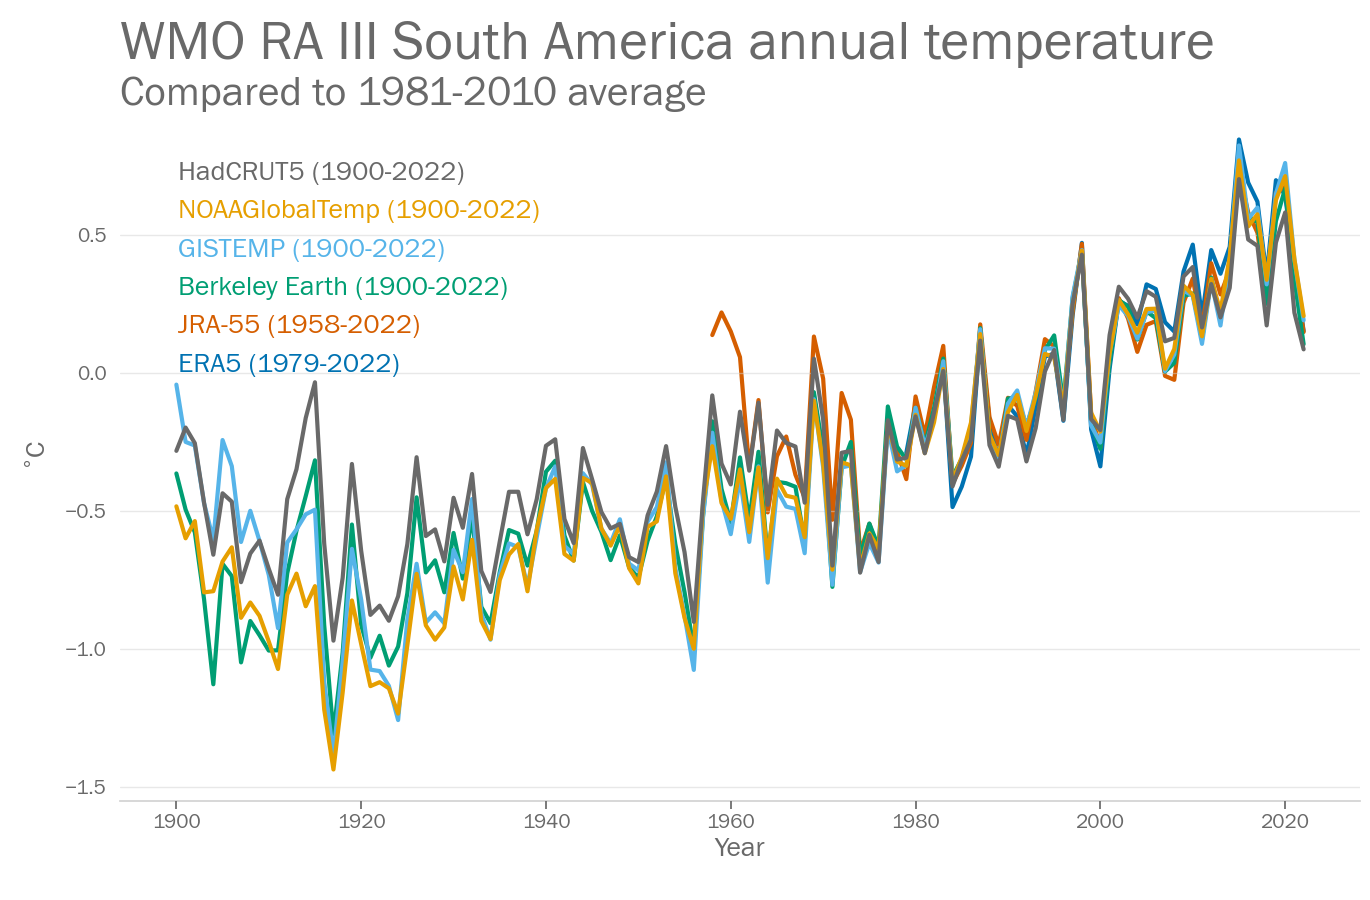 WMO RA III South America annual temperature
Compared to 1981-2010 average
HadCRUT5 (1900-2022)
NOAAGlobalTemp (1900-2022)
GISTEMP (1900-2022)
Berkeley Earth (1900-2022)
JRA-55 (1958-2022)
ERA5 (1979-2022)
0.5
0.0
−0.5
−1.0
−1.5
°C
1900 1920 1940 1960 1980 2000 2020
Year